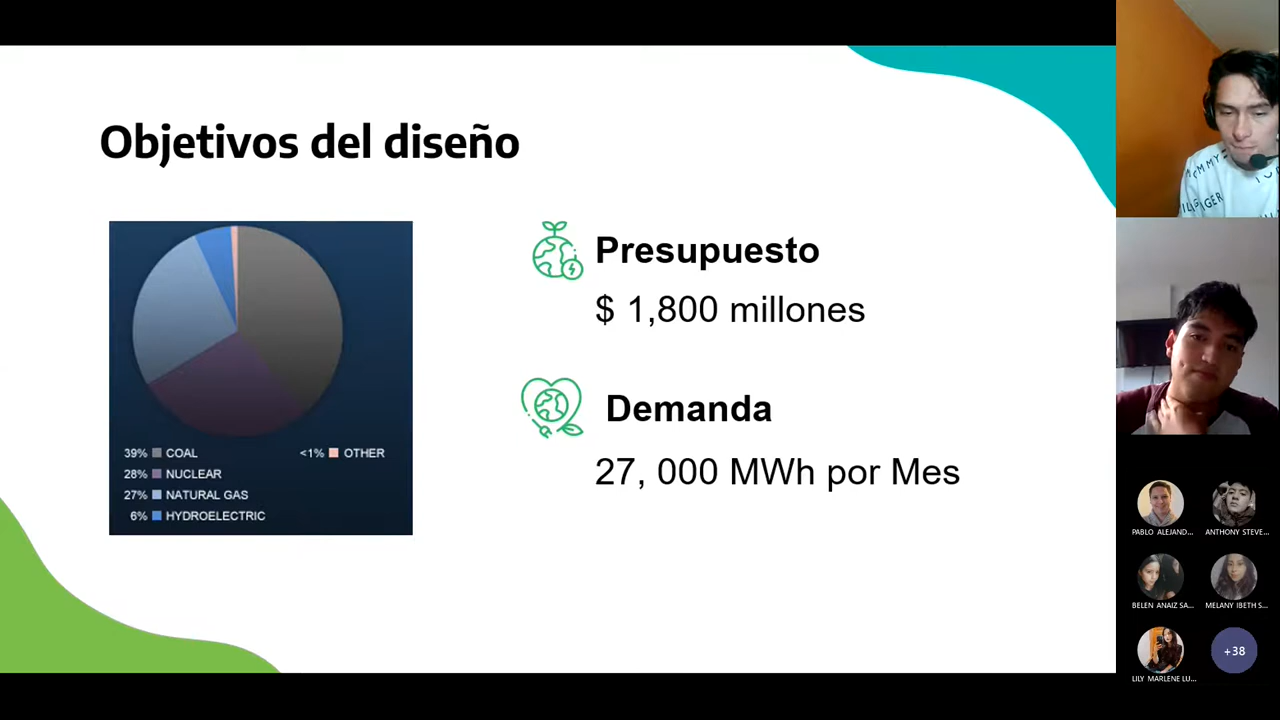 Objetivos del diseño
39% COAL
<1% OTHER
28% NUCLEAR
27% NATURAL GAS
6% HYDROELECTRIC
Presupuesto
$ 1,800 millones
Demanda
27, 000 MWh por Mes
PABLO ALEJAND...
ANTHONY STEVE...
BELEN ANAIZ SA...
MELANY IBETH S...
LILY MARLENE LU...
+38